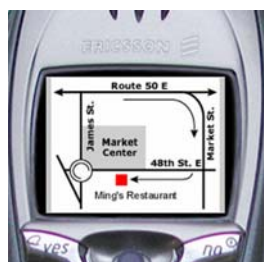 ERICSSON
Route 50 E
James St.
Market St.
Market
Center
48th St. E
Ming's Restaurant
yes
no